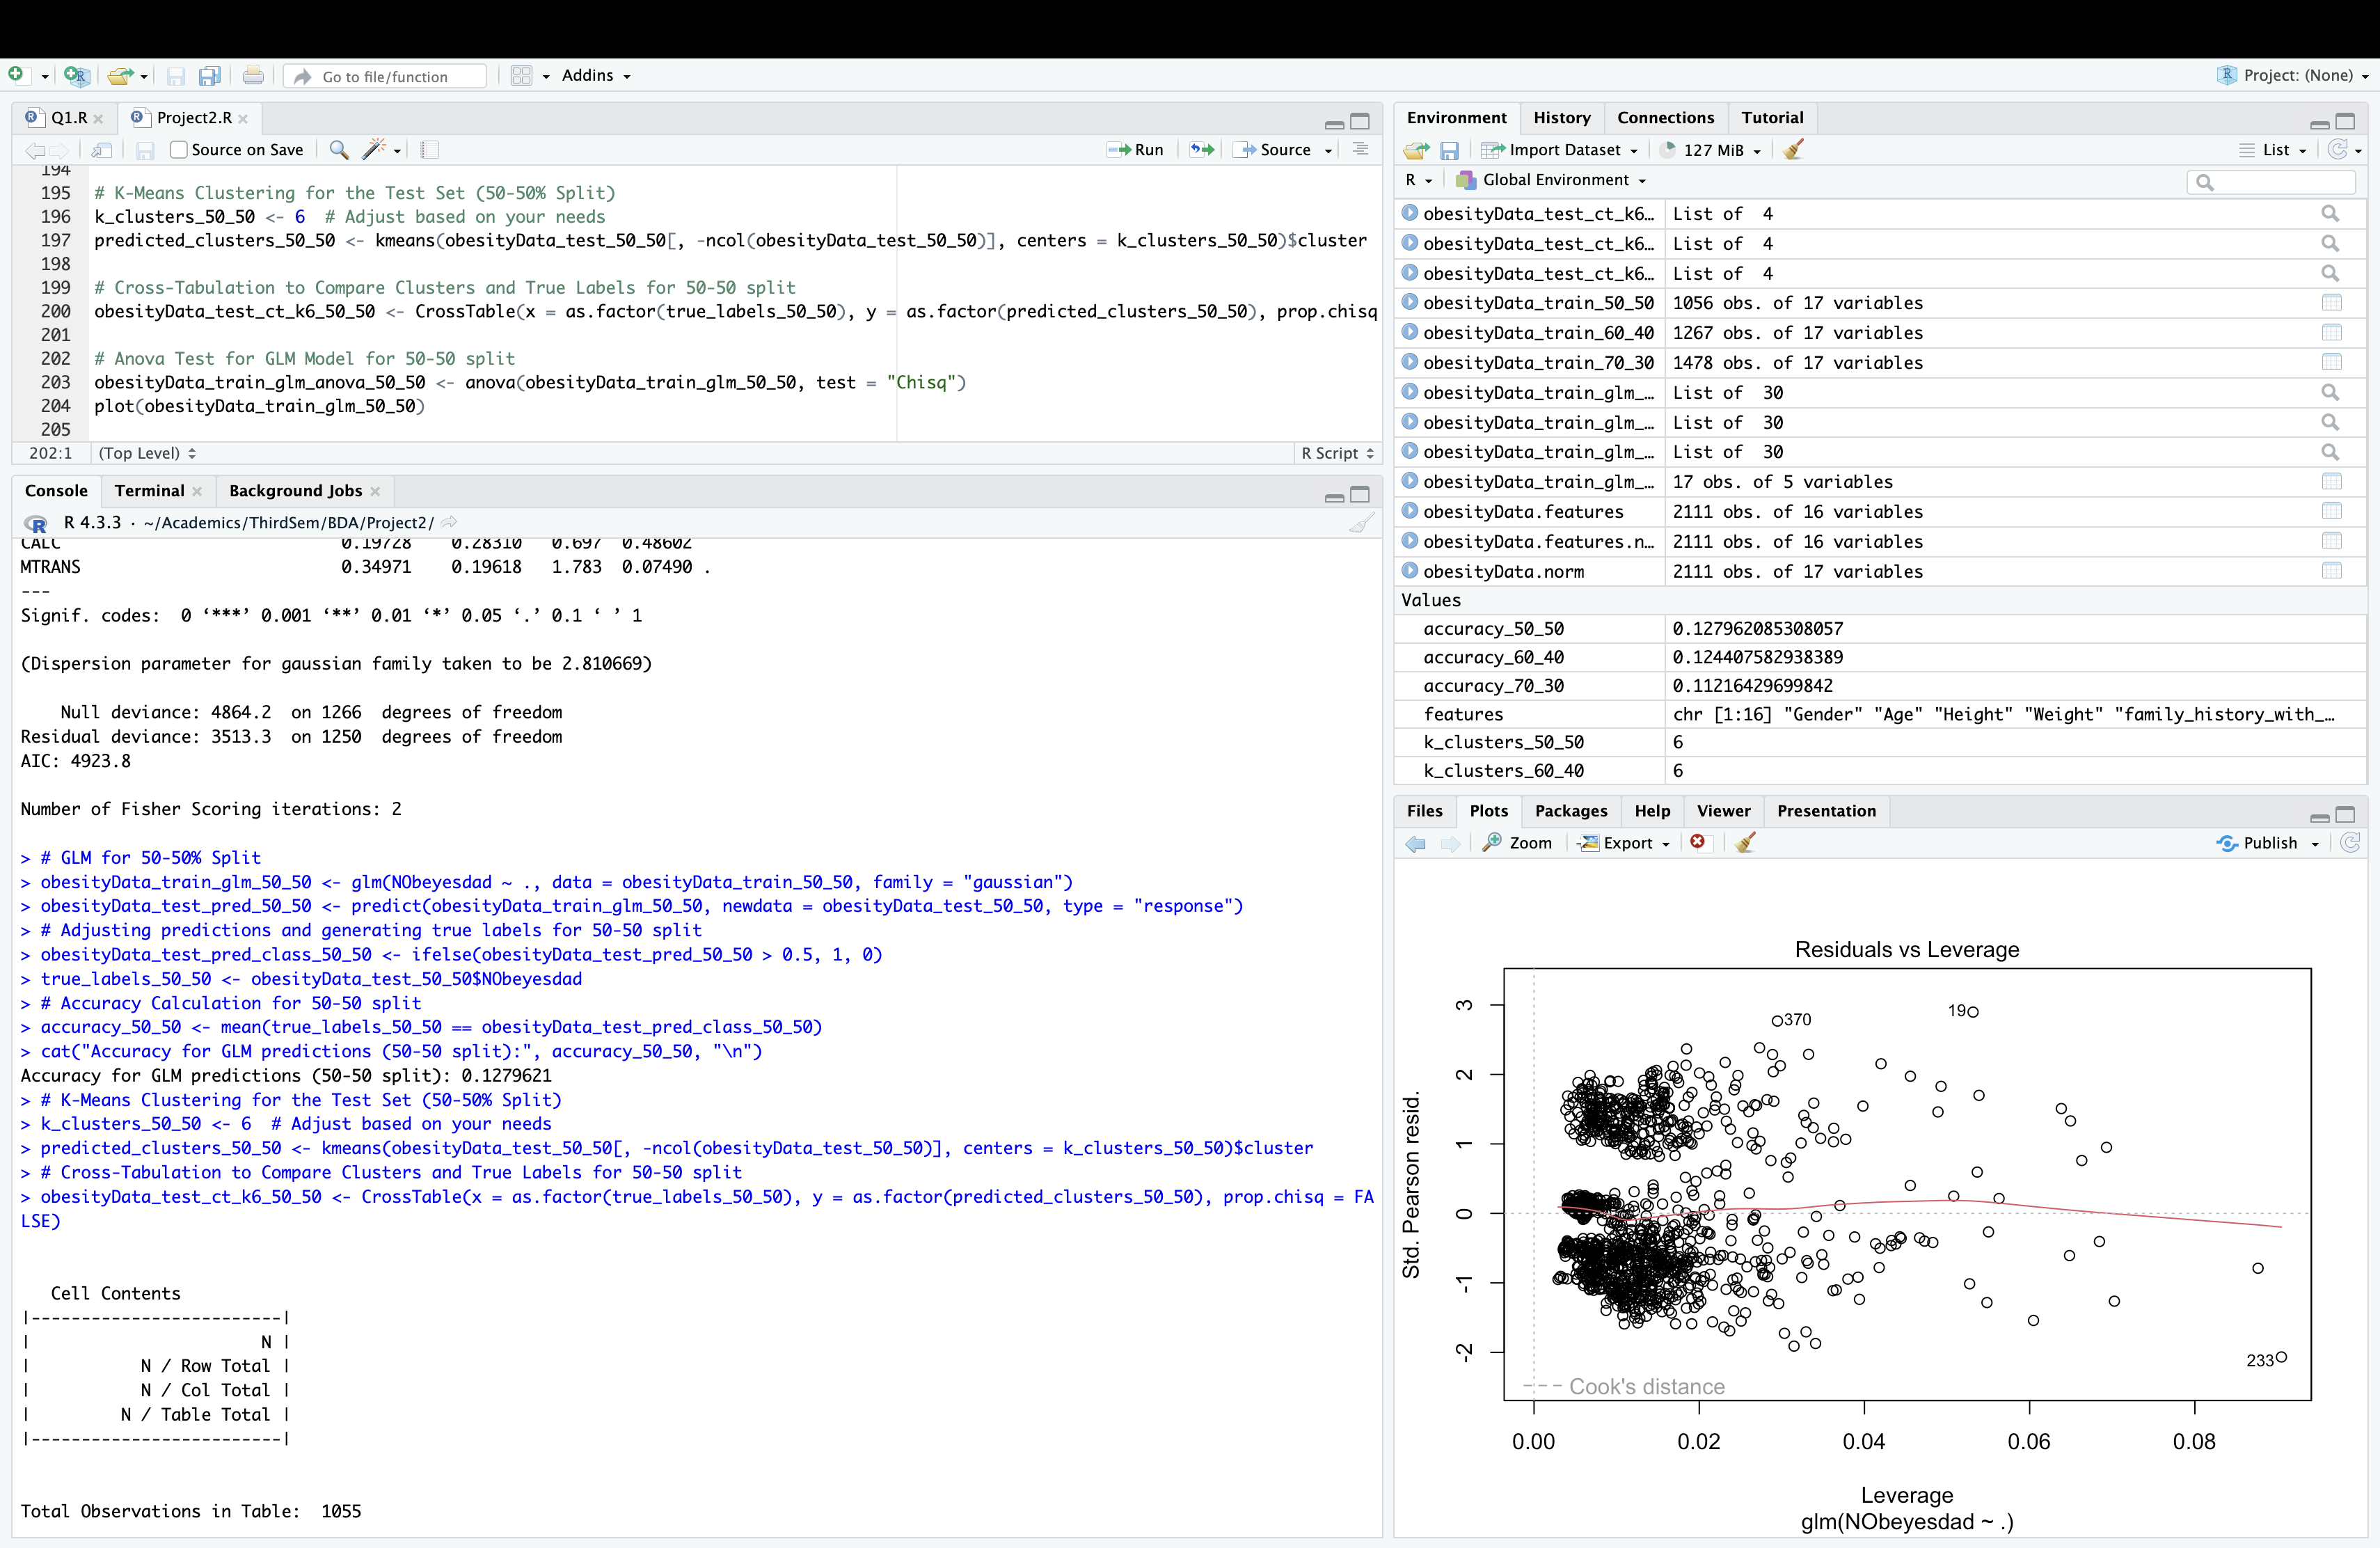 Go to file/function
Addins
Project: (None)
Q1.R
Project2.R
Source on Save
Run
Source
194
195 # K-Means Clustering for the Test Set (50-50% Split)
196 k_clusters_50_50 <- 6  # Adjust based on your needs
197 predicted_clusters_50_50 <- kmeans(obesityData_test_50_50[, -ncol(obesityData_test_50_50)], centers = k_clusters_50_50)$cluster
198
199 # Cross-Tabulation to Compare Clusters and True Labels for 50-50 split
200 obesityData_test_ct_k6_50_50 <- CrossTable(x = as.factor(true_labels_50_50), y = as.factor(predicted_clusters_50_50), prop.chisq
201
202 # Anova Test for GLM Model for 50-50 split
203 obesityData_train_glm_anova_50_50 <- anova(obesityData_train_glm_50_50, test = "Chisq")
204 plot(obesityData_train_glm_50_50)
205
202:1 (Top Level) R Script
Console Terminal Background Jobs
R 4.3.3 · ~/Academics/ThirdSem/BDA/Project2/
CALC 0.19728 0.28310 0.697 0.48602
MTRANS 0.34971 0.19618 1.783 0.07490 .
---
Signif. codes:  0 ‘***’ 0.001 ‘**’ 0.01 ‘*’ 0.05 ‘.’ 0.1 ‘ ’ 1
(Dispersion parameter for gaussian family taken to be 2.810669)
Null deviance: 4864.2  on 1266  degrees of freedom
Residual deviance: 3513.3  on 1250  degrees of freedom
AIC: 4923.8
Number of Fisher Scoring iterations: 2
> # GLM for 50-50% Split
> obesityData_train_glm_50_50 <- glm(NObeyesdad ~ ., data = obesityData_train_50_50, family = "gaussian")
> obesityData_test_pred_50_50 <- predict(obesityData_train_glm_50_50, newdata = obesityData_test_50_50, type = "response")
> # Adjusting predictions and generating true labels for 50-50 split
> obesityData_test_pred_class_50_50 <- ifelse(obesityData_test_pred_50_50 > 0.5, 1, 0)
> true_labels_50_50 <- obesityData_test_50_50$NObeyesdad
> # Accuracy Calculation for 50-50 split
> accuracy_50_50 <- mean(true_labels_50_50 == obesityData_test_pred_class_50_50)
> cat("Accuracy for GLM predictions (50-50 split):", accuracy_50_50, "\n")
Accuracy for GLM predictions (50-50 split): 0.1279621
> # K-Means Clustering for the Test Set (50-50% Split)
> k_clusters_50_50 <- 6  # Adjust based on your needs
> predicted_clusters_50_50 <- kmeans(obesityData_test_50_50[, -ncol(obesityData_test_50_50)], centers = k_clusters_50_50)$cluster
> # Cross-Tabulation to Compare Clusters and True Labels for 50-50 split
> obesityData_test_ct_k6_50_50 <- CrossTable(x = as.factor(true_labels_50_50), y = as.factor(predicted_clusters_50_50), prop.chisq = FA
LSE)
Cell Contents
|-------------------------|
|                       N |
|           N / Row Total |
|           N / Col Total |
|         N / Table Total |
|-------------------------|
Total Observations in Table:  1055
Environment History Connections Tutorial
Import Dataset 127 MiB List
R Global Environment
obesityData_test_ct_k6… List of  4
obesityData_test_ct_k6… List of  4
obesityData_test_ct_k6… List of  4
obesityData_train_50_50 1056 obs. of 17 variables
obesityData_train_60_40 1267 obs. of 17 variables
obesityData_train_70_30 1478 obs. of 17 variables
obesityData_train_glm_… List of  30
obesityData_train_glm_… List of  30
obesityData_train_glm_… List of  30
obesityData_train_glm_… 17 obs. of 5 variables
obesityData.features 2111 obs. of 16 variables
obesityData.features.n… 2111 obs. of 16 variables
obesityData.norm 2111 obs. of 17 variables
Values
accuracy_50_50 0.127962085308057
accuracy_60_40 0.124407582938389
accuracy_70_30 0.11216429699842
features chr [1:16] "Gender" "Age" "Height" "Weight" "family_history_with_…
k_clusters_50_50 6
k_clusters_60_40 6
Files Plots Packages Help Viewer Presentation
Zoom Export Publish
Residuals vs Leverage
Std. Pearson resid.
3
2
1
0
-1
-2
370
19
233
Cook's distance
0.00 0.02 0.04 0.06 0.08
Leverage
glm(NObeyesdad ~ .)